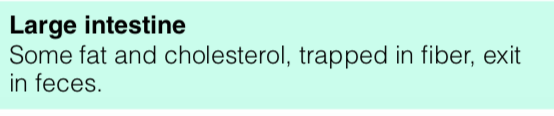 Large intestine
Some fat and cholesterol, trapped in fiber, exit
in feces.